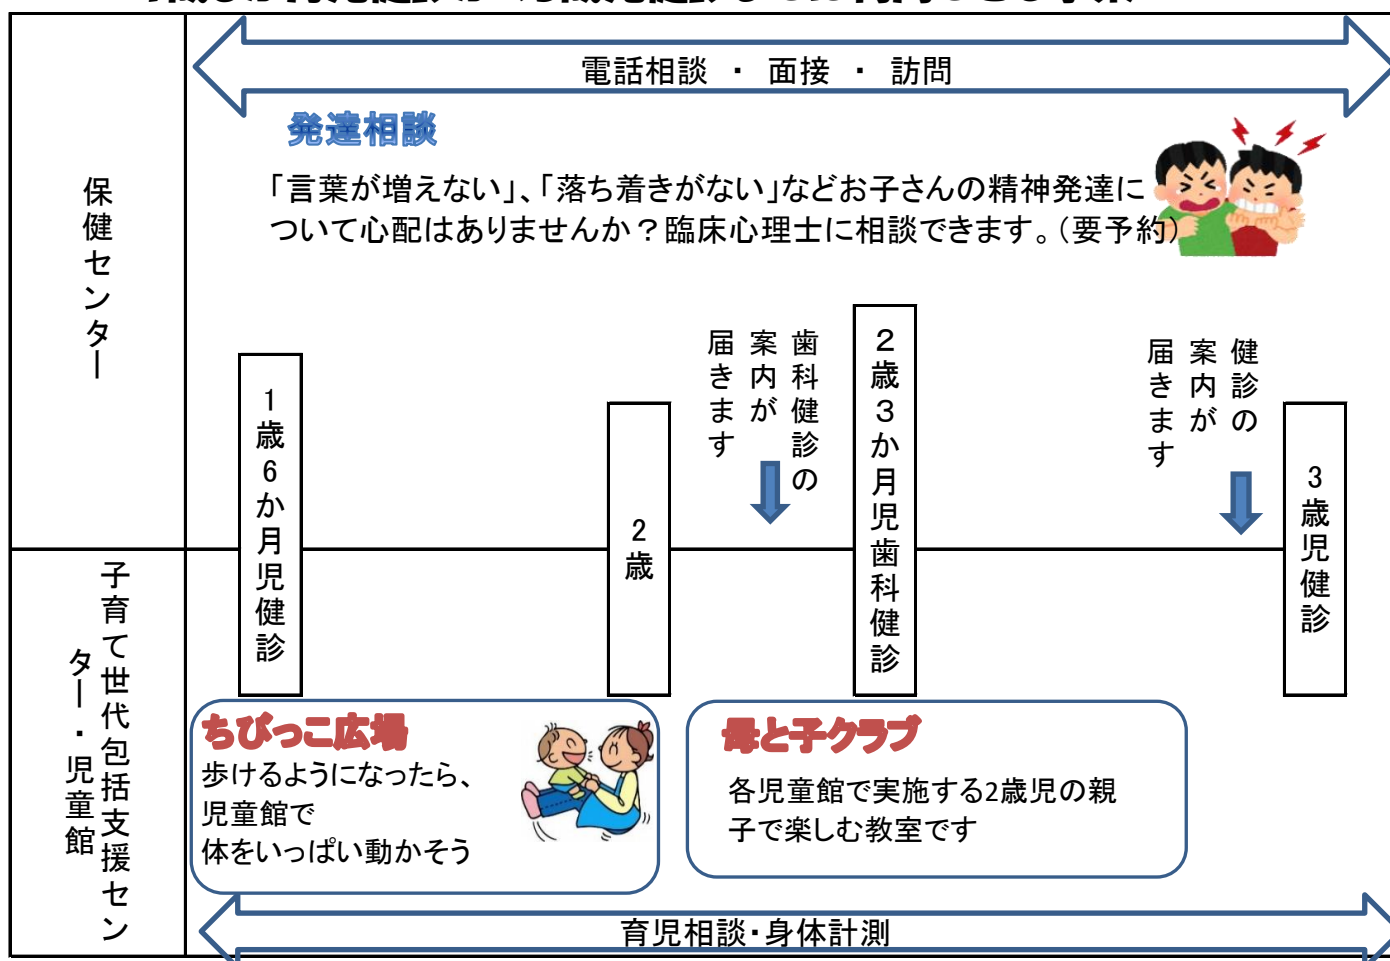 電話相談 ・ 面接 ・ 訪問
発達相談
「言葉が増えない」、「落ち着きがない」などお子さんの精神発達に
ついて心配はありませんか？臨床心理士に相談できます。（要予約）
保健センター
1歳6か月児健診
2歳
歯科健診の
案内が
届きます
２歳３か月児歯科健診
健診の
案内が
届きます
3歳児健診
子育て世代包括支援セン
ター・児童館
ちびっこ広場
歩けるようになったら、
児童館で
体をいっぱい動かそう
母と子クラブ
各児童館で実施する2歳児の親
子で楽しむ教室です
育児相談・身体計測